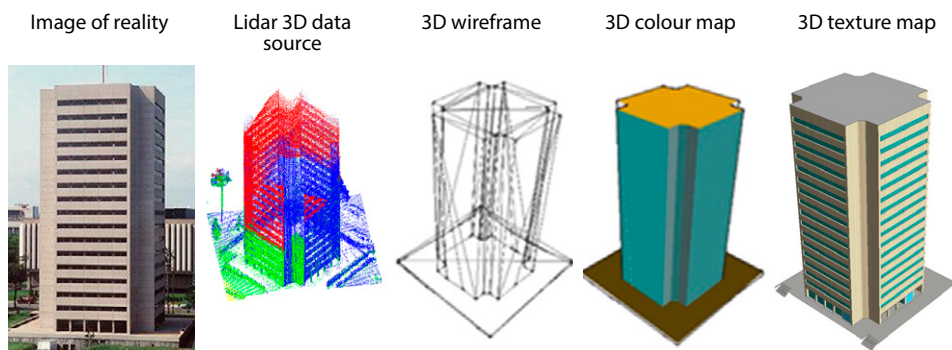 Image of reality
Lidar 3D data
source
3D wireframe
3D colour map
3D texture map